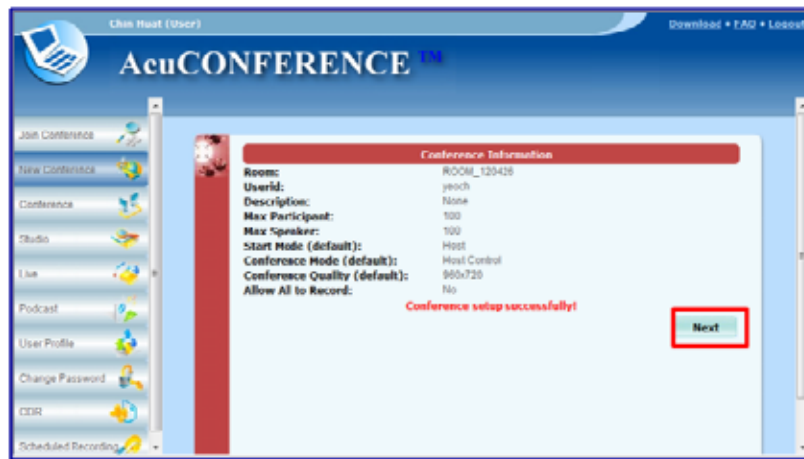 Chin Huat (User)
Download • FAQ • Logout
AcuCONFERENCE ™
Join Conference
New Conference
Conference
Studio
Live
Podcast
User Profile
Change Password
CDR
Scheduled Recording
Conference Information
Room: ROOM_120426
Userid: yeoch
Description: None
Max Participant: 100
Max Speaker: 100
Start Mode (default): Host
Conference Mode (default): Host Control
Conference Quality (default): 960x720
Allow All to Record: No
Conference setup successfully!
Next